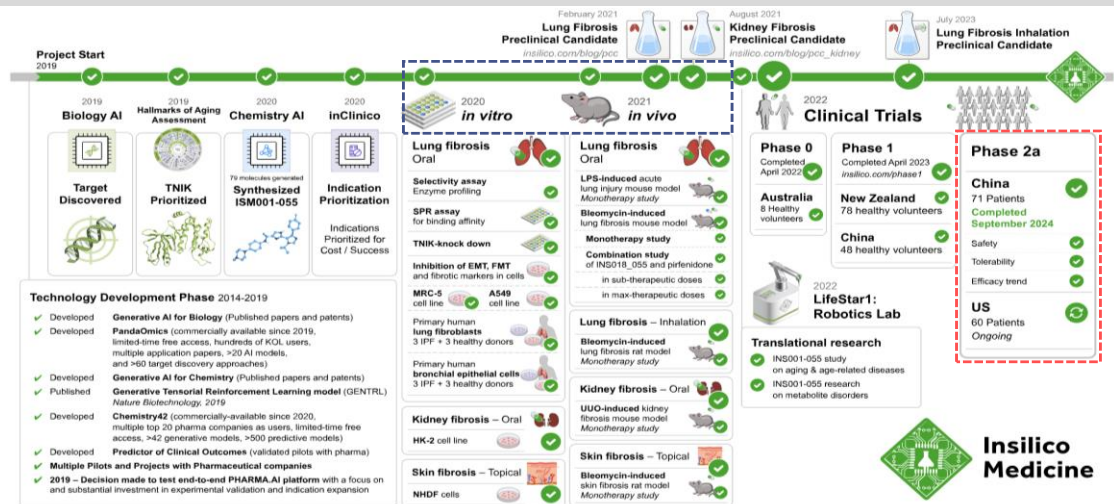 February 2021
Lung Fibrosis
Preclinical Candidate
insilico.com/blog/pcc
August 2021
Kidney Fibrosis
Preclinical Candidate
insilico.com/blog/pcc_kidney
July 2023
Lung Fibrosis Inhalation
Preclinical Candidate
Project Start
2019
2019
Biology AI
Target
Discovered
2019
Hallmarks of Aging
Assessment
TNIK
Prioritized
2020
Chemistry AI
79 molecules generated
Synthesized
ISM001-055
2020
inClinico
Indication
Prioritization
Indications
Prioritized for
Cost / Success
Technology Development Phase 2014-2019
Developed Generative AI for Biology (Published papers and patents)
Developed PandaOmics (commercially available since 2019,
limited-time free access, hundreds of KOL users,
multiple application papers, >20 AI models,
and >60 target discovery approaches)
Developed Generative AI for Chemistry (Published papers and patents)
Published Generative Tensorial Reinforcement Learning model (GENTRL)
Nature Biotechnology, 2019
Developed Chemistry42 (commercially-available since 2020,
multiple top 20 pharma companies as users, limited-time free
access, >42 generative models, >500 predictive models)
Developed Predictor of Clinical Outcomes (validated pilots with pharma)
Multiple Pilots and Projects with Pharmaceutical companies
2019 – Decision made to test end-to-end PHARMA.AI platform with a focus on
and substantial investment in experimental validation and indication expansion
2020
in vitro
Lung fibrosis
Oral
Selectivity assay
Enzyme profiling
SPR assay
for binding affinity
TNIK-knock down
Inhibition of EMT, FMT
and fibrotic markers in cells
MRC-5
cell line
A549
cell line
Primary human
lung fibroblasts
3 IPF + 3 healthy donors
Primary human
bronchial epithelial cells
3 IPF + 3 healthy donors
Kidney fibrosis – Oral
HK-2 cell line
Skin fibrosis – Topical
NHDF cells
2021
in vivo
Lung fibrosis
Oral
LPS-induced acute
lung injury mouse model
Monotherapy study
Bleomycin-induced
lung fibrosis mouse model
Monotherapy study
Combination study
of INS018_055 and pirfenidone
in sub-therapeutic doses
in max-therapeutic doses
Lung fibrosis – Inhalation
Bleomycin-induced
lung fibrosis rat model
Monotherapy study
Kidney fibrosis – Oral
UUO-induced kidney
fibrosis mouse model
Monotherapy study
Skin fibrosis – Topical
Bleomycin-induced
skin fibrosis rat model
Monotherapy study
2022
Clinical Trials
Phase 0
Completed
April 2022
Australia
8 Healthy
volunteers
Phase 1
Completed April 2023
insilico.com/phase1
New Zealand
78 healthy volunteers
China
48 healthy volunteers
2022
LifeStar1:
Robotics Lab
Translational research
INS001-055 study
on aging & age-related diseases
INS001-055 research
on metabolite disorders
Phase 2a
China
71 Patients
Completed
September 2024
Safety
Tolerability
Efficacy trend
US
60 Patients
Ongoing
Insilico
Medicine